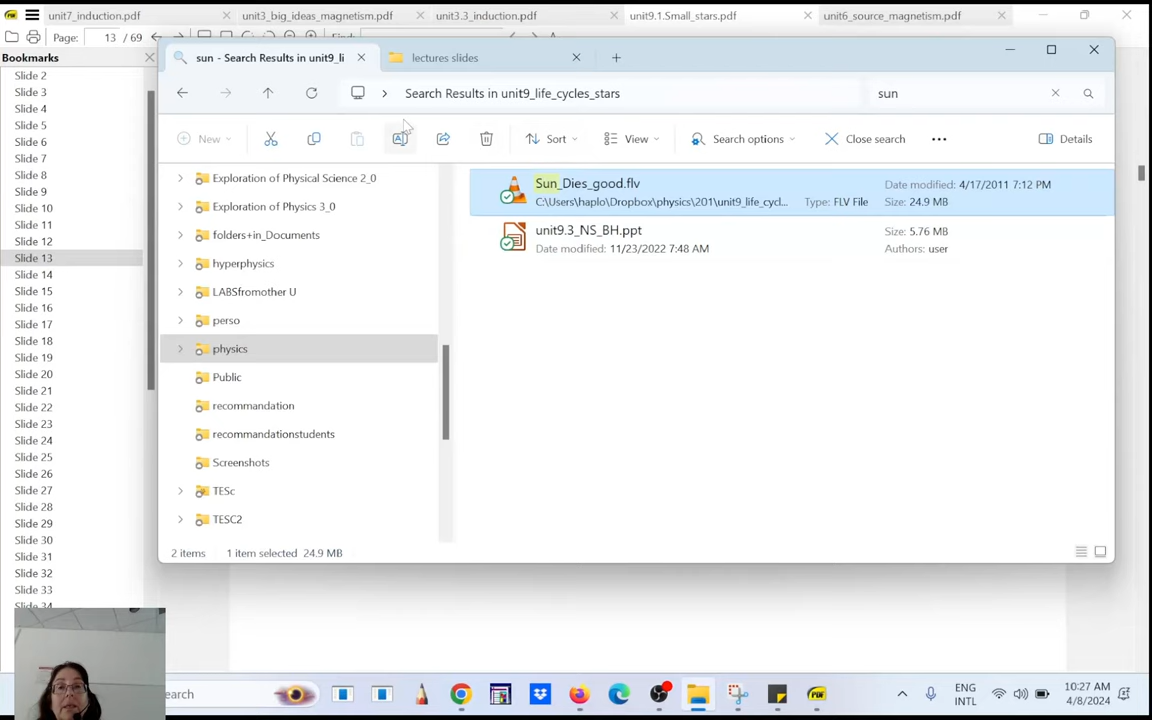 unit7_induction.pdf
unit3_big_ideas_magnetism.pdf
unit3.3_induction.pdf
unit9.1.Small_stars.pdf
unit6_source_magnetism.pdf
Page: 13 / 69
Find:
Bookmarks
Slide 2
Slide 3
Slide 4
Slide 5
Slide 6
Slide 7
Slide 8
Slide 9
Slide 10
Slide 11
Slide 12
Slide 13
Slide 14
Slide 15
Slide 16
Slide 17
Slide 18
Slide 19
Slide 20
Slide 21
Slide 22
Slide 23
Slide 24
Slide 25
Slide 26
Slide 27
Slide 28
Slide 29
Slide 30
Slide 31
Slide 32
Slide 33
Slide 34
sun - Search Results in unit9_li
lectures slides
Search Results in unit9_life_cycles_stars
sun
New
Sort
View
Search options
Close search
Details
Exploration of Physical Science 2_0
Exploration of Physics 3_0
folders+in_Documents
hyperphysics
LABSfromother U
perso
physics
Public
recommandation
recommandationstudents
Screenshots
TESc
TESC2
Sun_Dies_good.flv
Date modified: 4/17/2011 7:12 PM
C:\Users\haplo\Dropbox\physics\201\unit9_life_cycl...
Type: FLV File
Size: 24.9 MB
unit9.3_NS_BH.ppt
Size: 5.76 MB
Date modified: 11/23/2022 7:48 AM
Authors: user
2 items
1 item selected 24.9 MB
earch
ENG
INTL
10:27 AM
4/8/2024